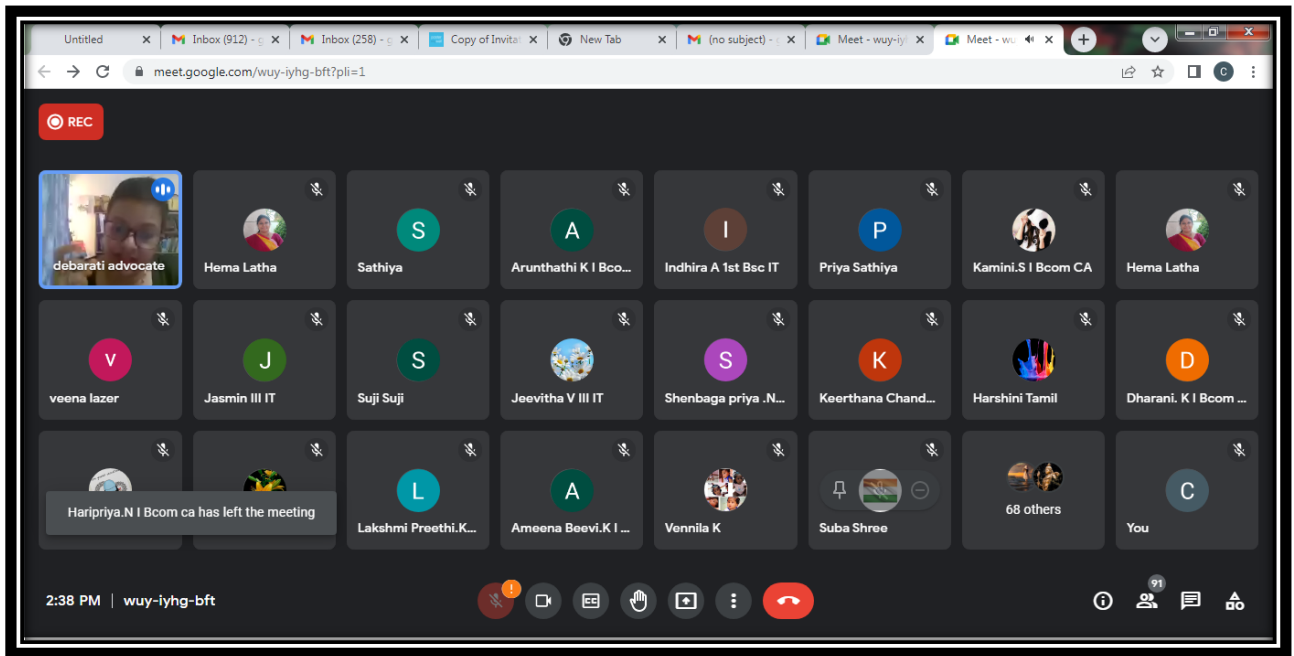 Untitled
Inbox (912) - g
Inbox (258) - g
Copy of Invitat
New Tab
(no subject) - g
Meet - wuy-iyl
Meet - wu
meet.google.com/wuy-iyhg-bft?pli=1
C
REC
debarati advocate
Hema Latha
S
Sathiya
A
Arunthathi K I Bco...
I
Indhira A 1st Bsc IT
P
Priya Sathiya
Kamini.S I Bcom CA
Hema Latha
V
veena lazer
J
Jasmin III IT
S
Suji Suji
Jeevitha V III IT
S
Shenbaga priya .N...
K
Keerthana Chand...
Harshini Tamil
D
Dharani. K I Bcom ...
Haripriya.N I Bcom ca has left the meeting
L
Lakshmi Preethi.K...
A
Ameena Beevi.K I ...
Vennila K
Suba Shree
68 others
C
You
2:38 PM | wuy-iyhg-bft
!
CC
91